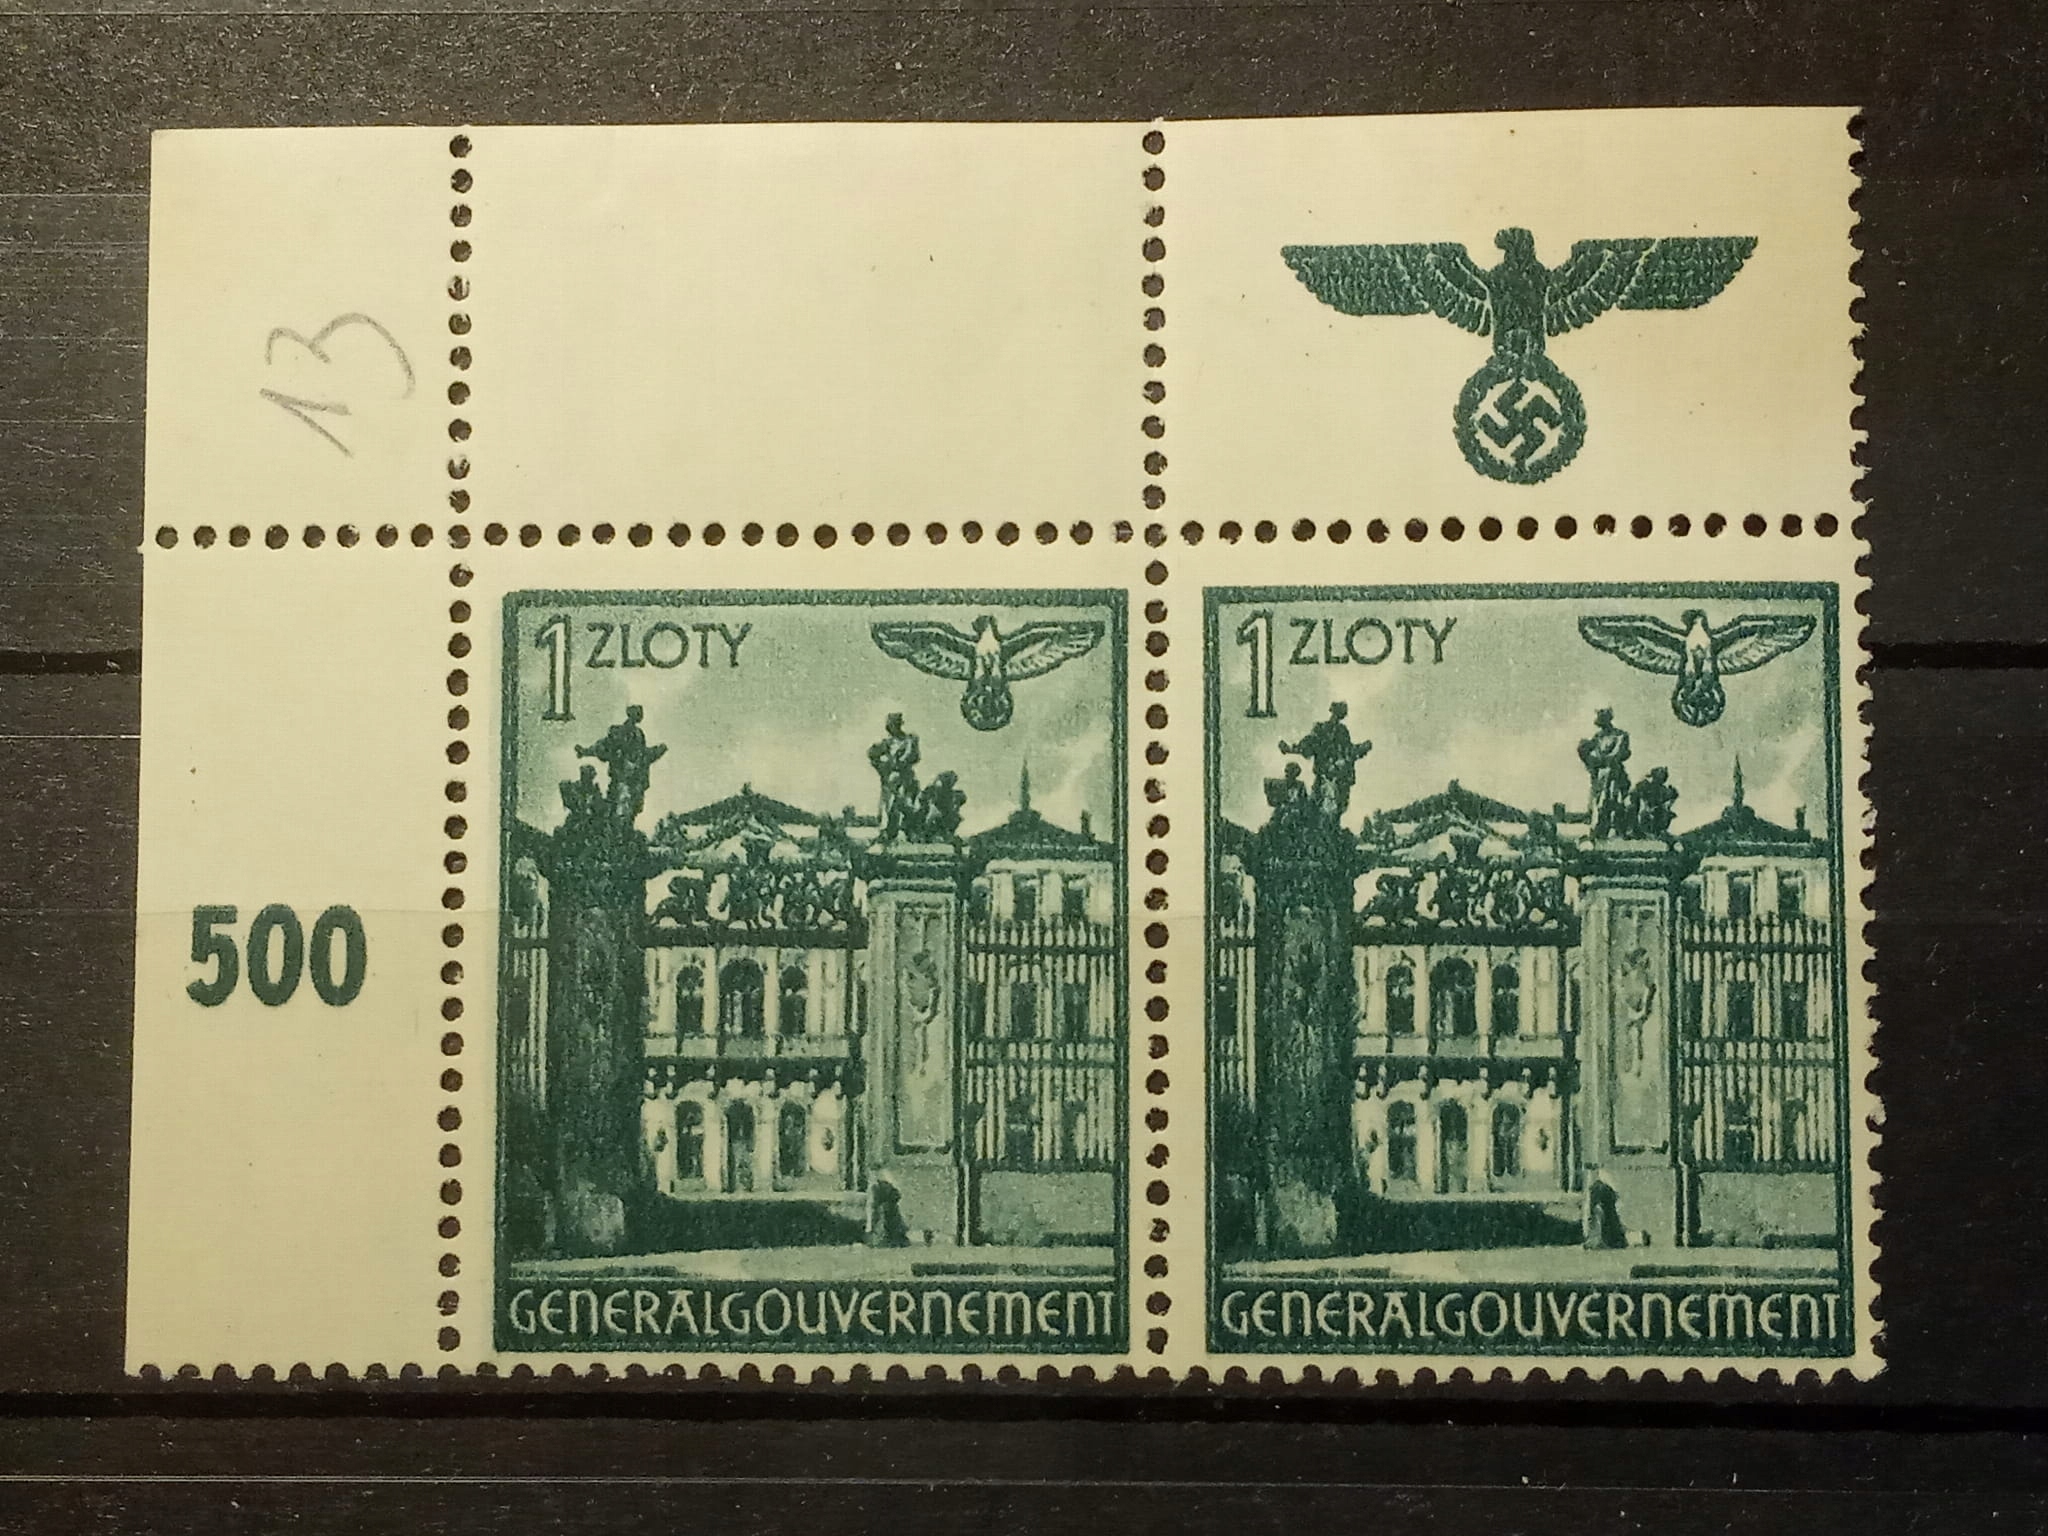 13
1 ZLOTY
1 ZLOTY
500
GENERALGOUVERNEMENT
GENERALGOUVERNEMENT